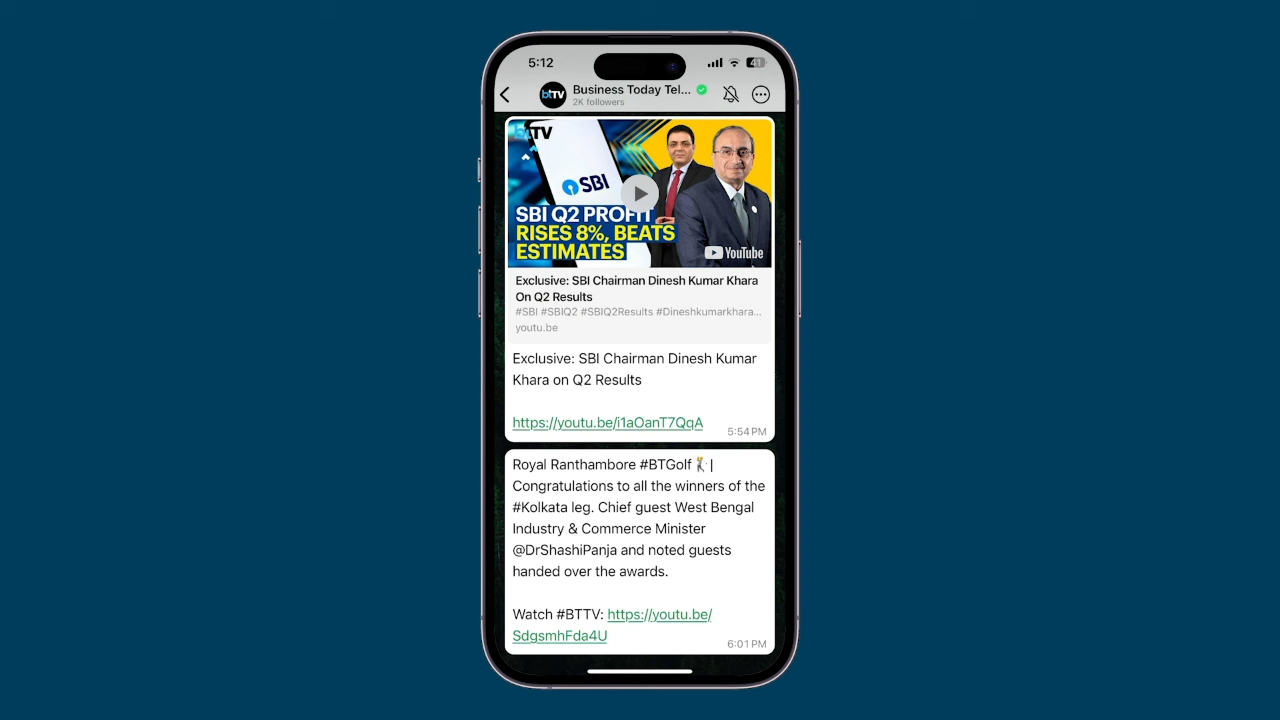 5:12
41
btTV
Business Today Tel...
2K followers
btTV
SBI
SBI Q2 PROFIT
RISES 8%, BEATS
ESTIMATES
YouTube
Exclusive: SBI Chairman Dinesh Kumar Khara
On Q2 Results
#SBI #SBIQ2 #SBIQ2Results #Dineshkumarkhara...
youtu.be
Exclusive: SBI Chairman Dinesh Kumar
Khara on Q2 Results
https://youtu.be/i1aOanT7QqA
5:54 PM
Royal Ranthambore #BTGolf🏌|
Congratulations to all the winners of the
#Kolkata leg. Chief guest West Bengal
Industry & Commerce Minister
@DrShashiPanja and noted guests
handed over the awards.
Watch #BTTV: https://youtu.be/
SdgsmhFda4U
6:01 PM